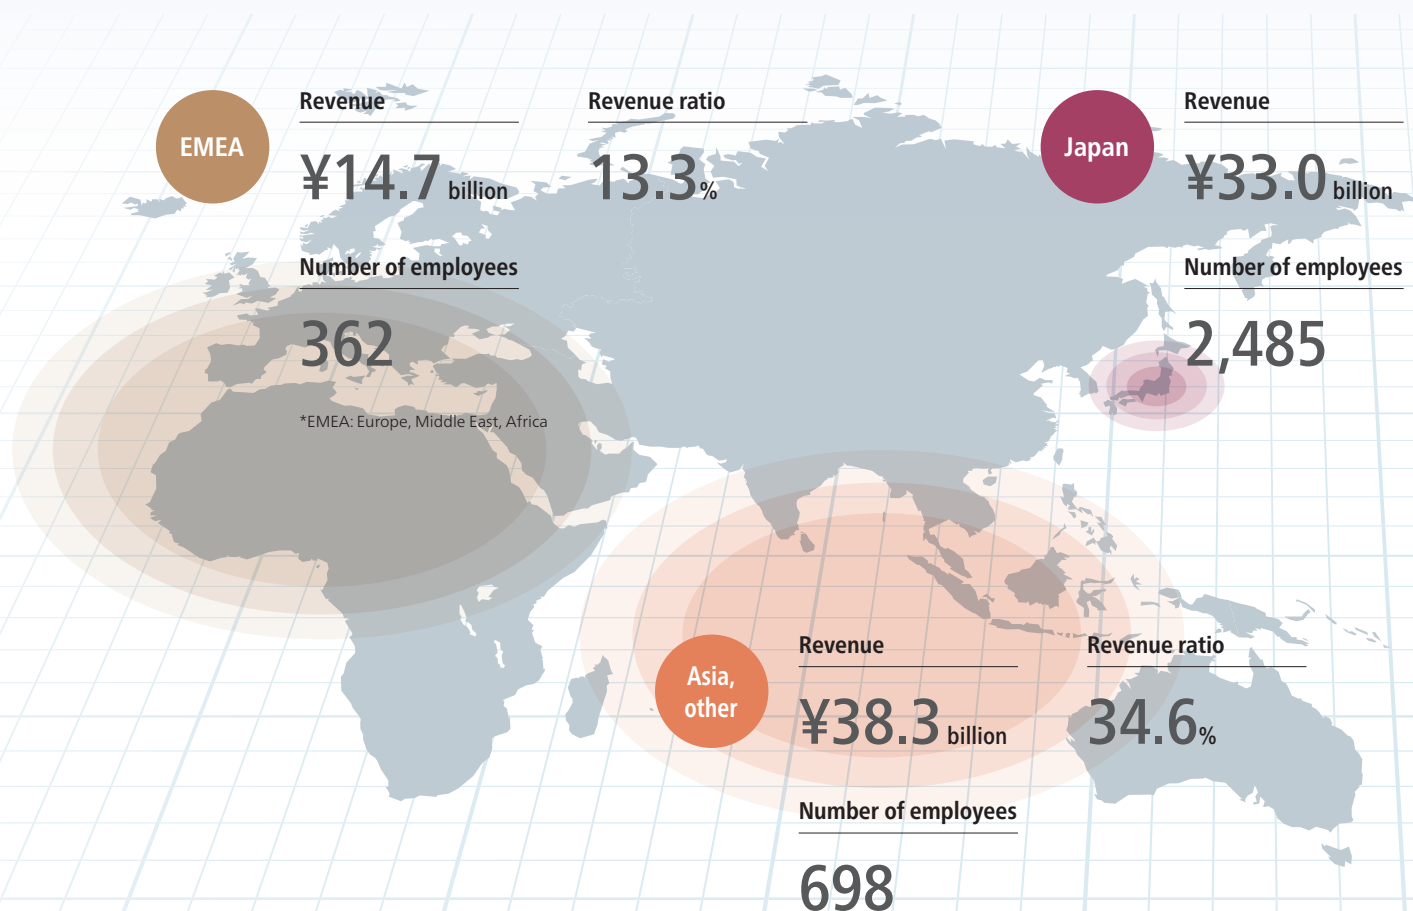 EMEA
Revenue
¥14.7 billion
Revenue ratio
13.3%
Number of employees
362
*EMEA: Europe, Middle East, Africa
Japan
Revenue
¥33.0 billion
Number of employees
2,485
Asia,
other
Revenue
¥38.3 billion
Revenue ratio
34.6%
Number of employees
698